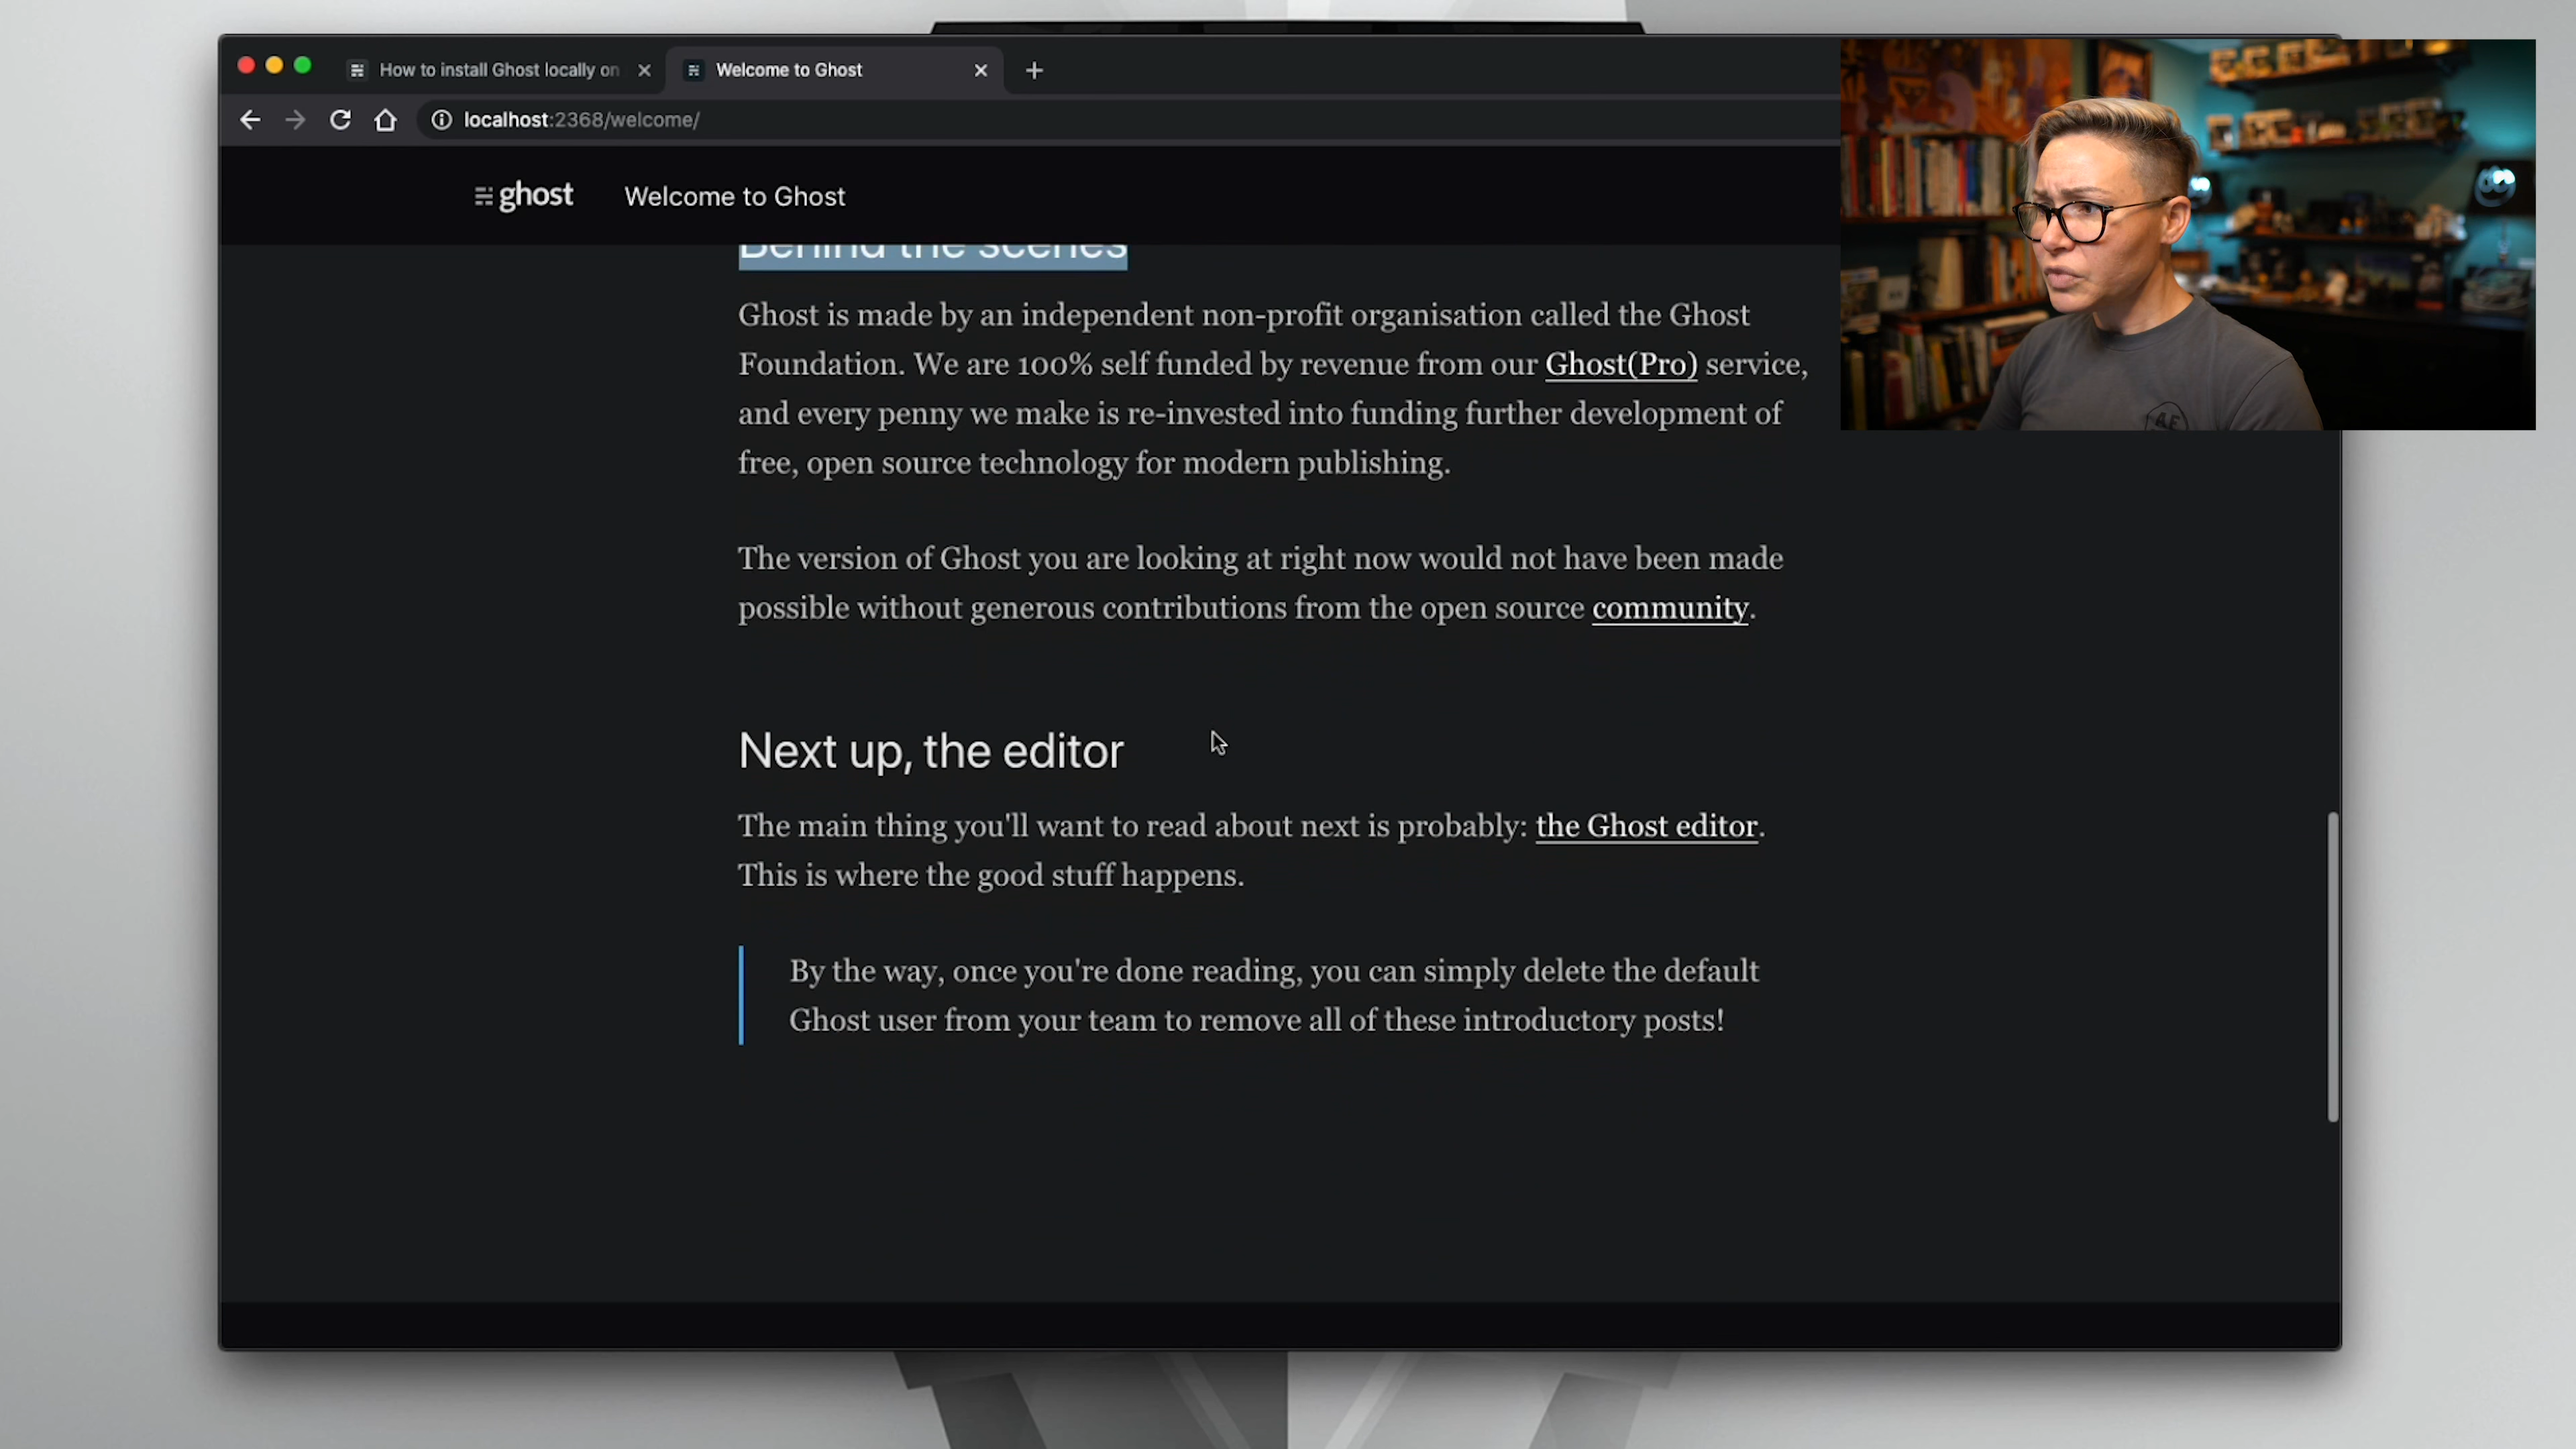 How to install Ghost locally on
Welcome to Ghost
localhost:2368/welcome/
ghost
Welcome to Ghost
Behind the scenes
Ghost is made by an independent non-profit organisation called the Ghost
Foundation. We are 100% self funded by revenue from our Ghost(Pro) service,
and every penny we make is re-invested into funding further development of
free, open source technology for modern publishing.
The version of Ghost you are looking at right now would not have been made
possible without generous contributions from the open source community.
Next up, the editor
The main thing you'll want to read about next is probably: the Ghost editor.
This is where the good stuff happens.
By the way, once you're done reading, you can simply delete the default
Ghost user from your team to remove all of these introductory posts!